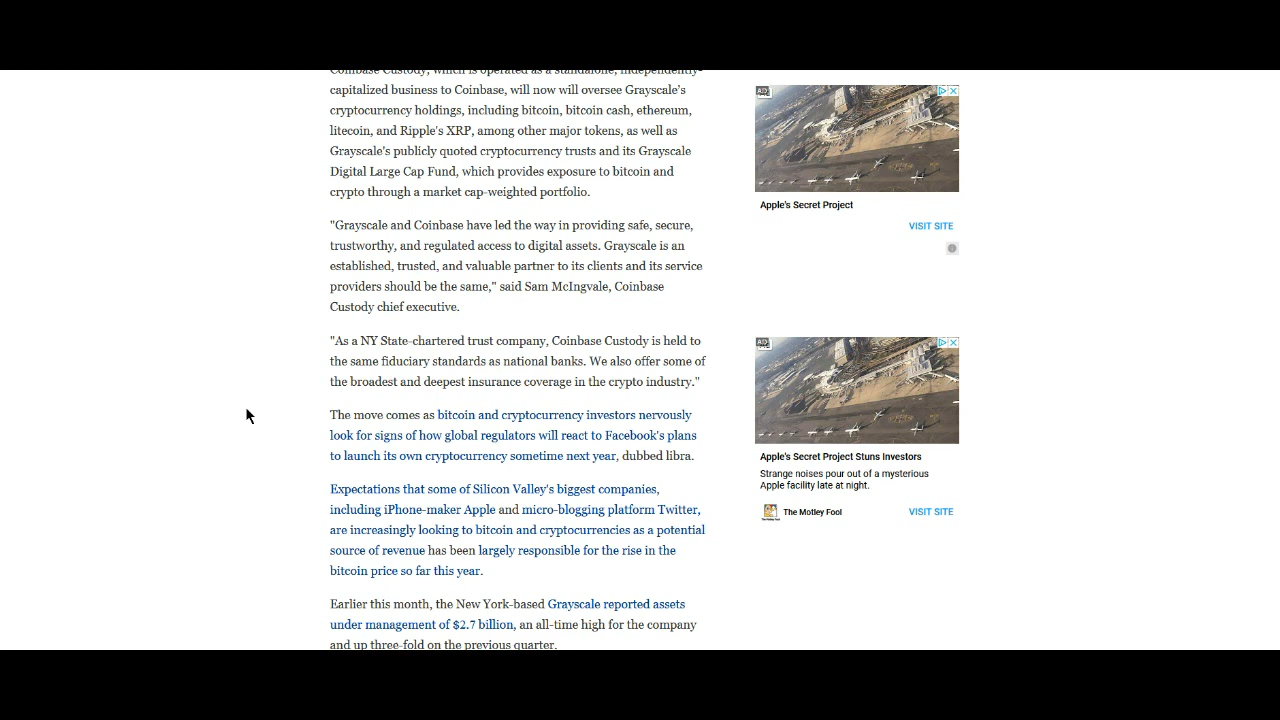 Coinbase Custody, which is operated as a standalone, independently-
capitalized business to Coinbase, will now will oversee Grayscale's
cryptocurrency holdings, including bitcoin, bitcoin cash, ethereum,
litecoin, and Ripple's XRP, among other major tokens, as well as
Grayscale's publicly quoted cryptocurrency trusts and its Grayscale
Digital Large Cap Fund, which provides exposure to bitcoin and
crypto through a market cap-weighted portfolio.
"Grayscale and Coinbase have led the way in providing safe, secure,
trustworthy, and regulated access to digital assets. Grayscale is an
established, trusted, and valuable partner to its clients and its service
providers should be the same," said Sam McIngvale, Coinbase
Custody chief executive.
"As a NY State-chartered trust company, Coinbase Custody is held to
the same fiduciary standards as national banks. We also offer some of
the broadest and deepest insurance coverage in the crypto industry."
The move comes as bitcoin and cryptocurrency investors nervously
look for signs of how global regulators will react to Facebook's plans
to launch its own cryptocurrency sometime next year, dubbed libra.
Expectations that some of Silicon Valley's biggest companies,
including iPhone-maker Apple and micro-blogging platform Twitter,
are increasingly looking to bitcoin and cryptocurrencies as a potential
source of revenue has been largely responsible for the rise in the
bitcoin price so far this year.
Earlier this month, the New York-based Grayscale reported assets
under management of $2.7 billion, an all-time high for the company
and up three-fold on the previous quarter.
AD
Apple's Secret Project
VISIT SITE
AD
Apple's Secret Project Stuns Investors
Strange noises pour out of a mysterious
Apple facility late at night.
The Motley Fool
VISIT SITE